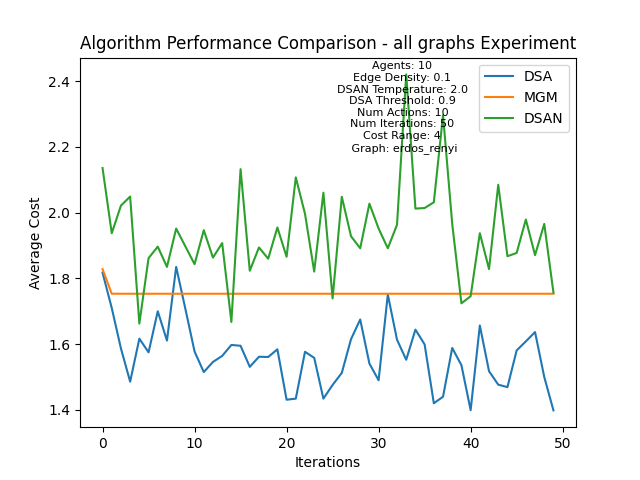 Algorithm Performance Comparison - all graphs Experiment
Agents: 10
Edge Density: 0.1
DSAN Temperature: 2.0
DSA Threshold: 0.9
Num Actions: 10
Num Iterations: 50
Cost Range: 4
Graph: erdos_renyi
DSA
MGM
DSAN
Average Cost
2.4
2.2
2.0
1.8
1.6
1.4
0
10
20
30
40
50
Iterations